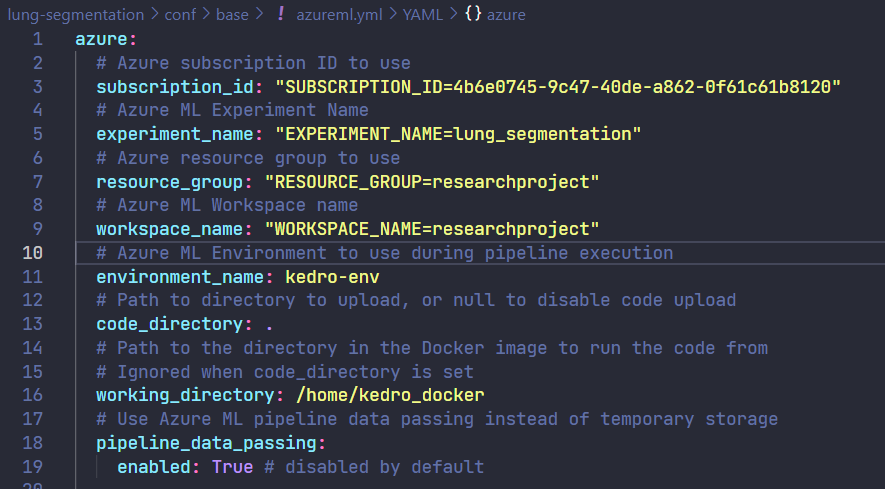 lung-segmentation > conf > base > ! azureml.yml > YAML > {} azure
1 azure:
2 # Azure subscription ID to use
3 subscription_id: "SUBSCRIPTION_ID=4b6e0745-9c47-40de-a862-0f61c61b8120"
4 # Azure ML Experiment Name
5 experiment_name: "EXPERIMENT_NAME=lung_segmentation"
6 # Azure resource group to use
7 resource_group: "RESOURCE_GROUP=researchproject"
8 # Azure ML Workspace name
9 workspace_name: "WORKSPACE_NAME=researchproject"
10 # Azure ML Environment to use during pipeline execution
11 environment_name: kedro-env
12 # Path to directory to upload, or null to disable code upload
13 code_directory: .
14 # Path to the directory in the Docker image to run the code from
15 # Ignored when code_directory is set
16 working_directory: /home/kedro_docker
17 # Use Azure ML pipeline data passing instead of temporary storage
18 pipeline_data_passing:
19 enabled: True # disabled by default
20